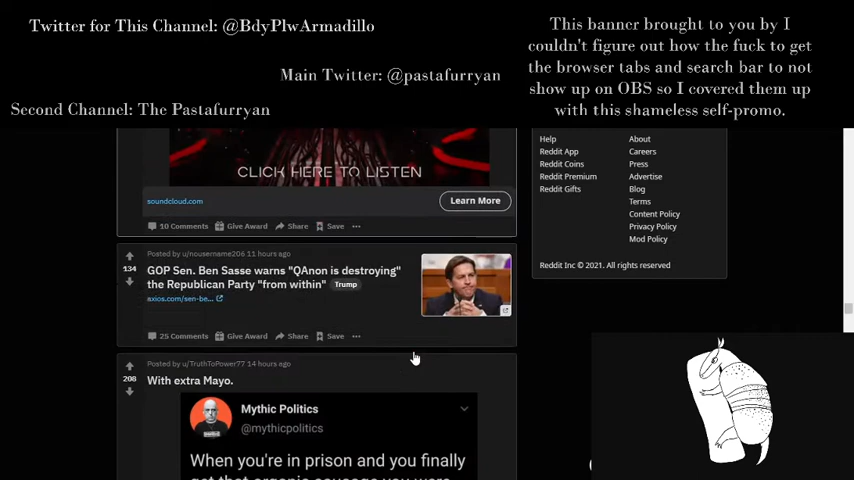 Twitter for This Channel: @BdyPlwArmadillo
Main Twitter: @pastafurryan
Second Channel: The Pastafurryan
This banner brought to you by I
couldn't figure out how the fuck to get
the browser tabs and search bar to not
show up on OBS so I covered them up
with this shameless self-promo.
CLICK HERE TO LISTEN
soundcloud.com
Learn More
10 Comments Give Award Share Save
Posted by u/nousername206 11 hours ago
134
GOP Sen. Ben Sasse warns "QAnon is destroying"
the Republican Party "from within" Trump
axios.com/sen-be...
25 Comments Give Award Share Save
Posted by u/TruthToPower77 14 hours ago
208
With extra Mayo.
Mythic Politics
@mythicpolitics
When you're in prison and you finally
get that organic sausage you were
Help About
Reddit App Careers
Reddit Coins Press
Reddit Premium Advertise
Reddit Gifts Blog
Terms
Content Policy
Privacy Policy
Mod Policy
Reddit Inc © 2021. All rights reserved